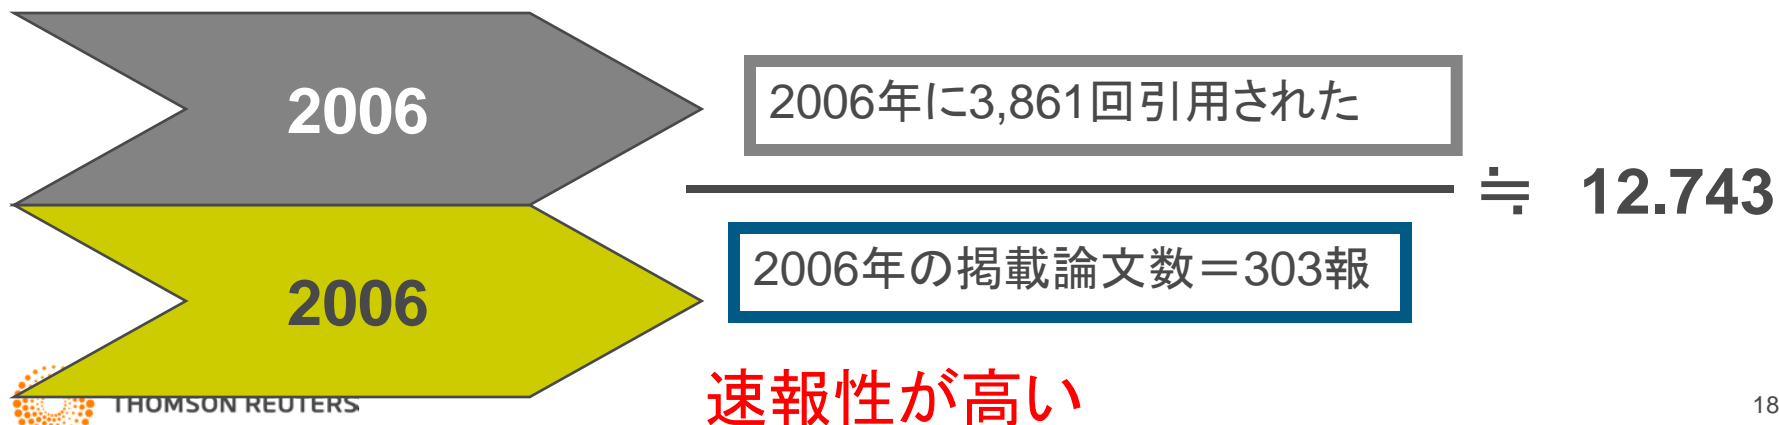 2006
2006年に3,861回引用された
≒ 12.743
2006年の掲載論文数＝303報
2006
速報性が高い
THOMSON REUTERS
18